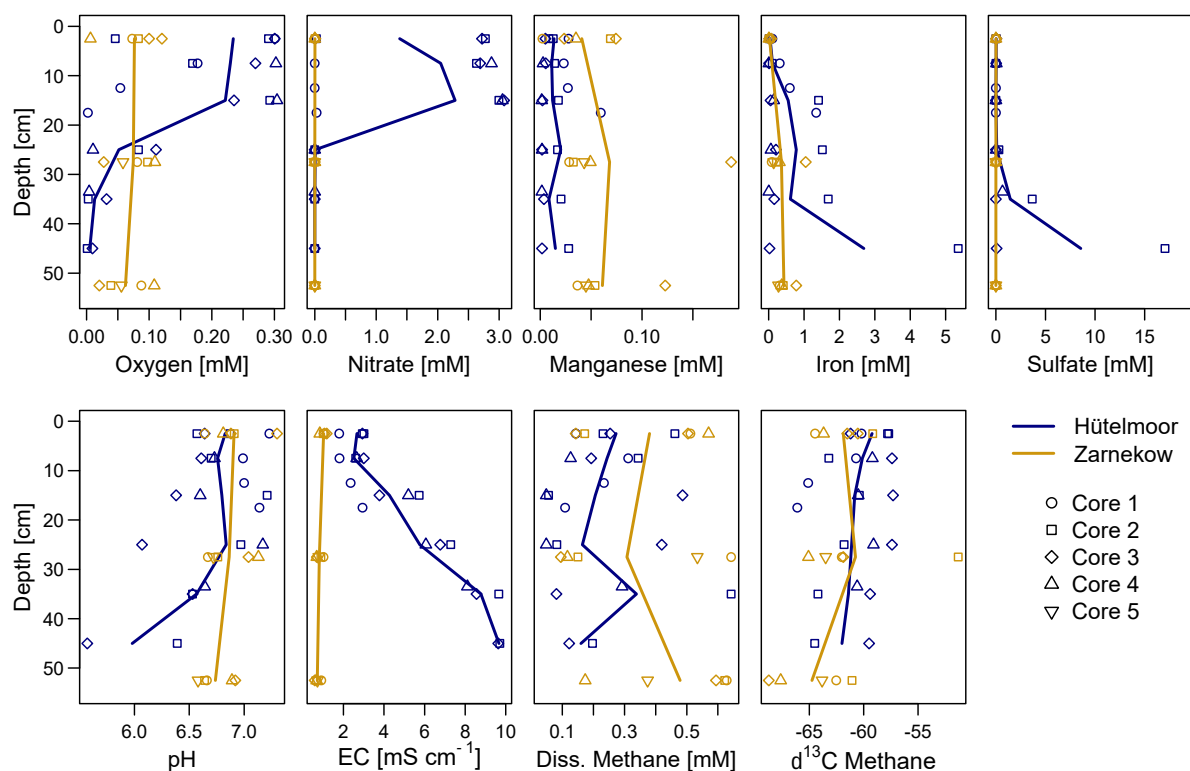 0
10
20
30
40
50
Depth [cm]
0.00 0.10 0.20 0.30
0.0 1.0 2.0 3.0
0.00 0.10
0 1 2 3 4 5
0 5 10 15
Oxygen [mM]
Nitrate [mM]
Manganese [mM]
Iron [mM]
Sulfate [mM]
0
10
20
30
40
50
Depth [cm]
6.0 7.0
2 4 6 8 10
0.1 0.3 0.5
-65 -60 -55
pH
EC [mS cm⁻¹]
Diss. Methane [mM]
d¹³C Methane
Hütelmoor
Zarnekow
Core 1
Core 2
Core 3
Core 4
Core 5